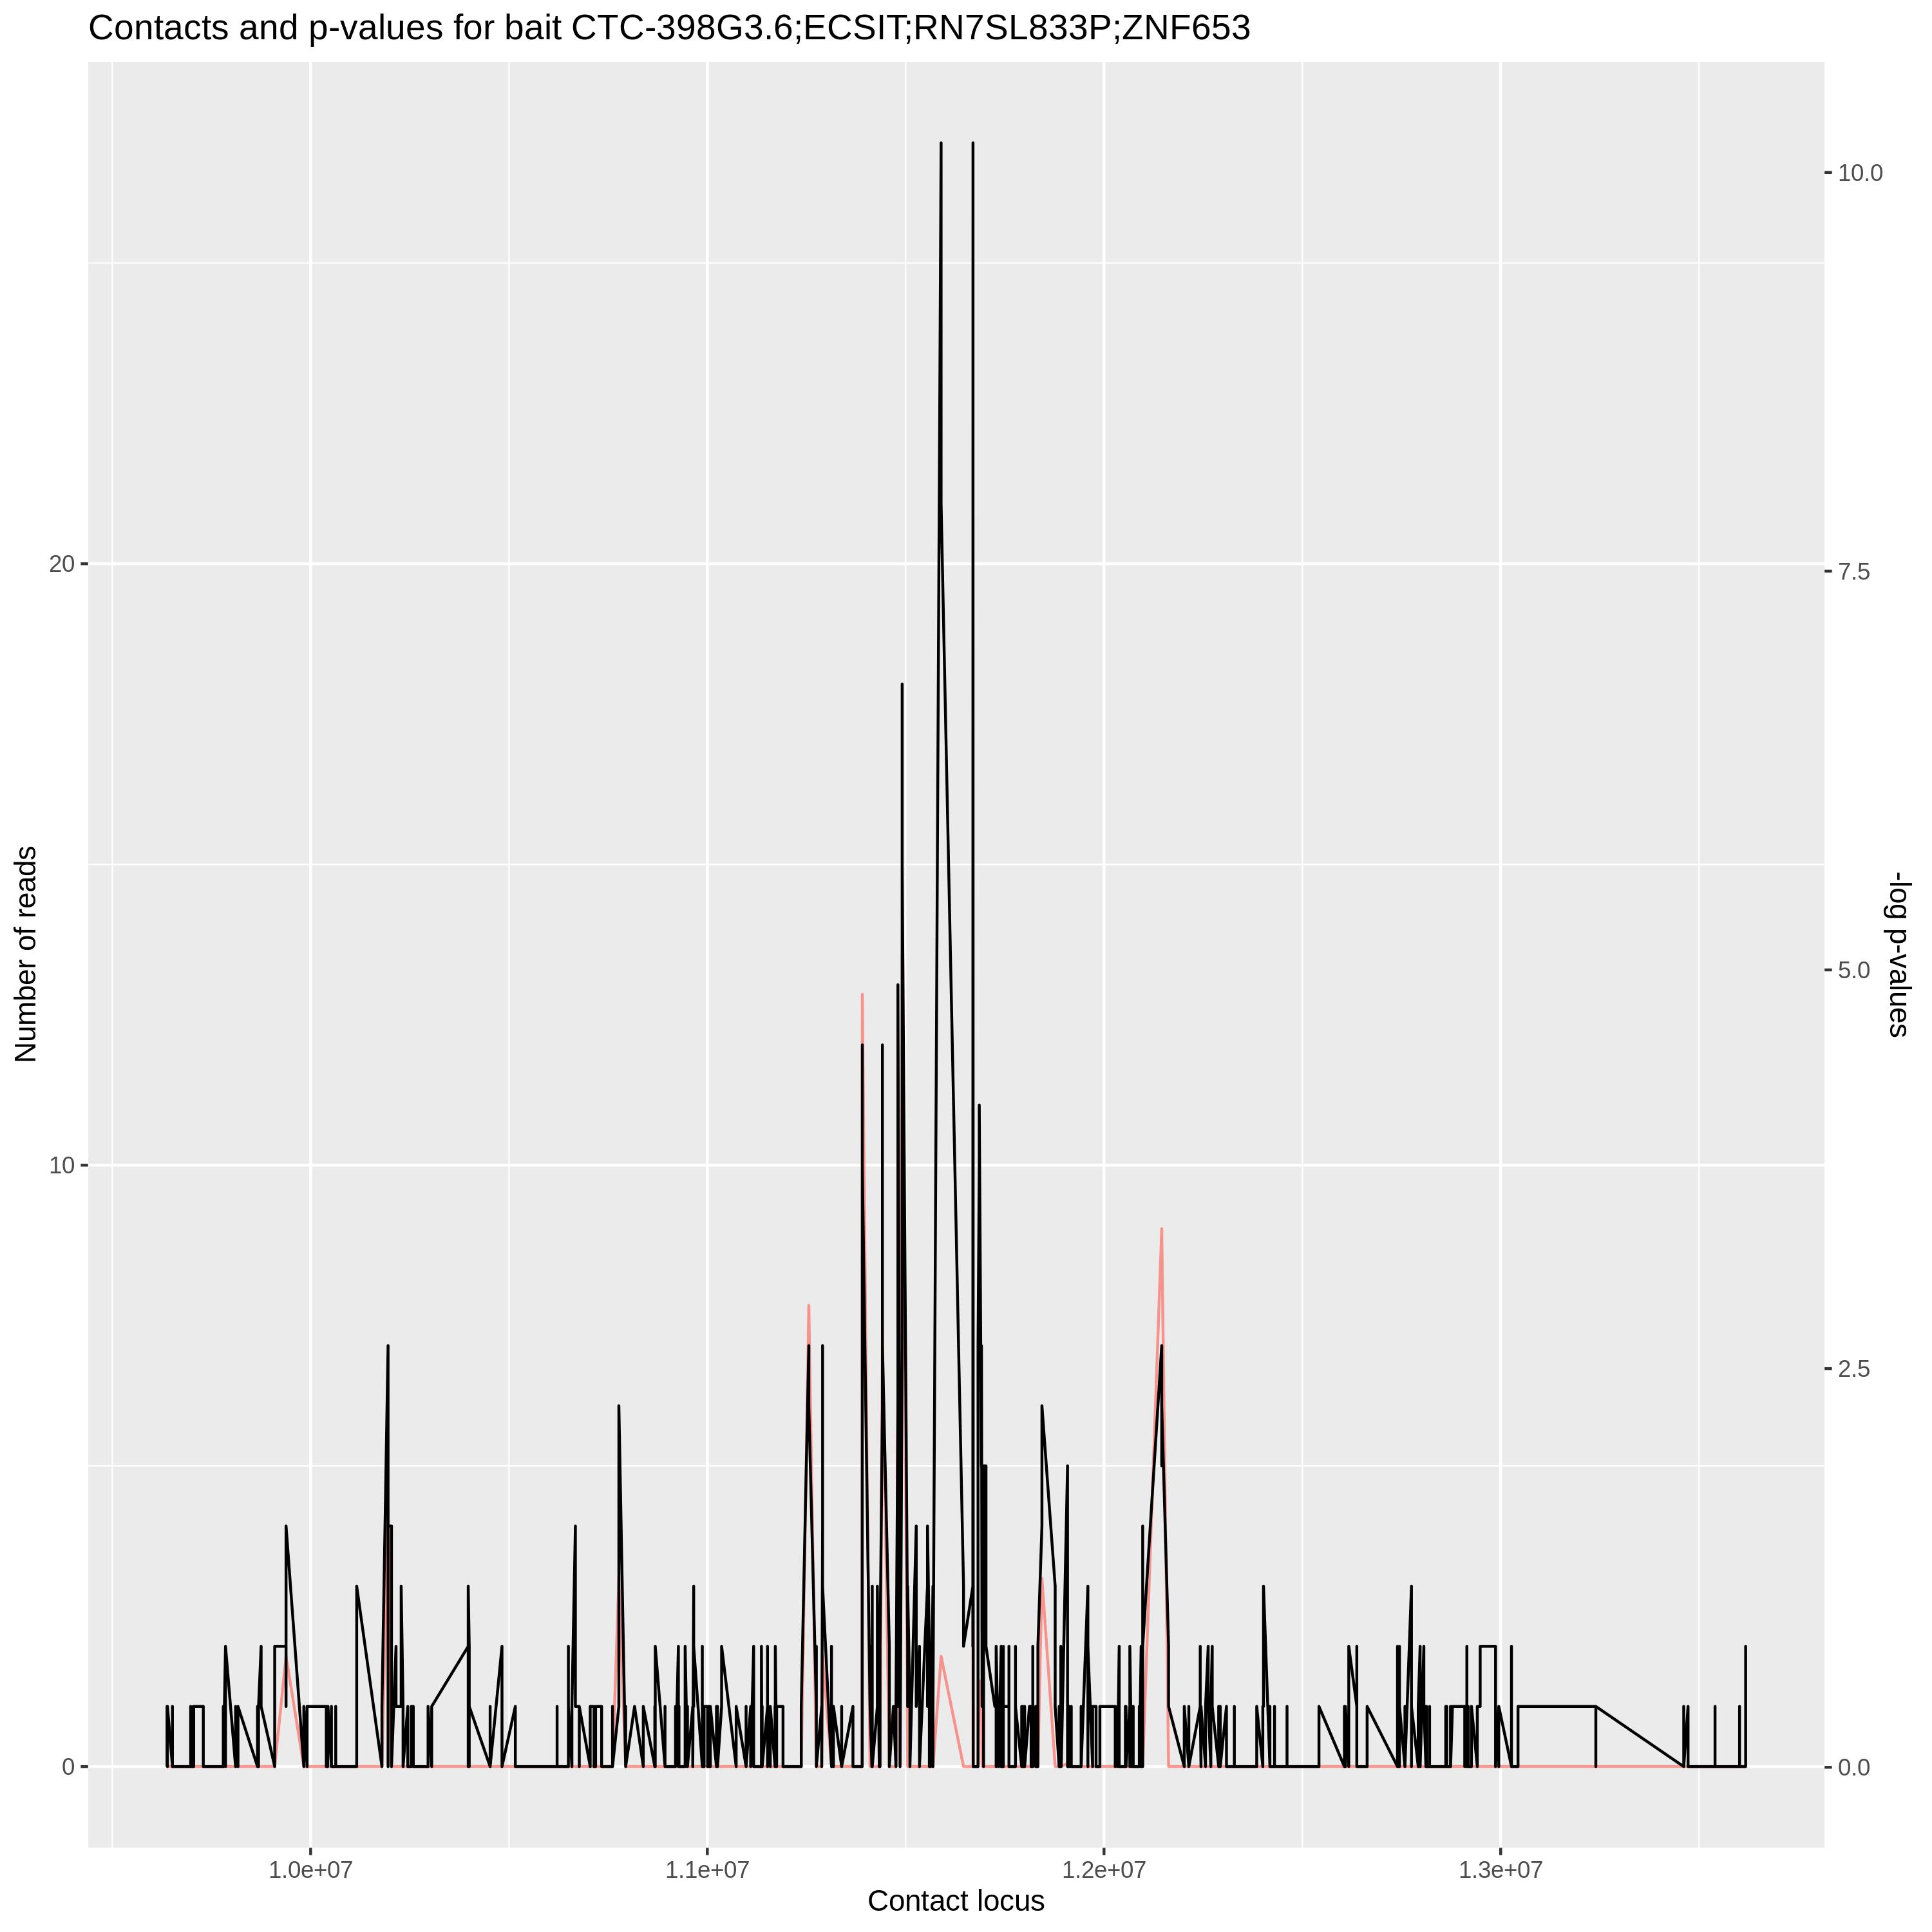 Contacts and p-values for bait CTC-398G3.6;ECSIT;RN7SL833P;ZNF653
Number of reads
20
10
0
10.0
7.5
5.0
2.5
0.0
-log p-values
1.0e+07
1.1e+07
1.2e+07
1.3e+07
Contact locus